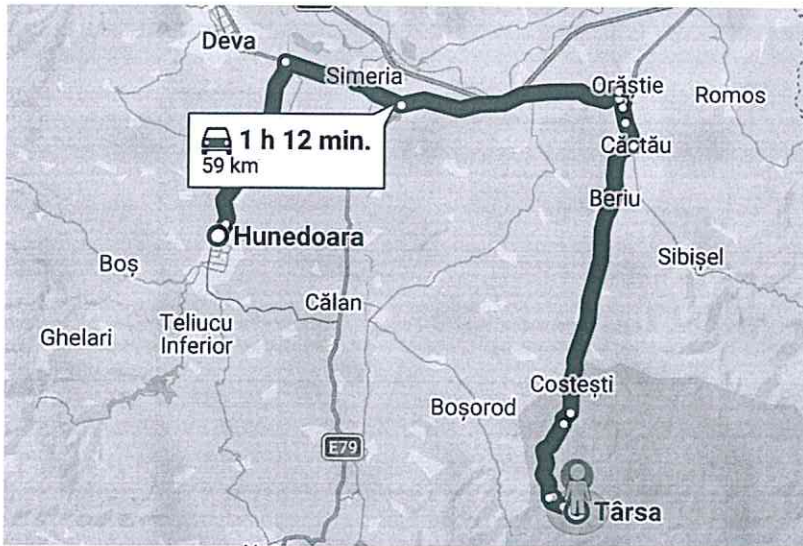 Deva
Simeria
Orăștie
Romos
1 h 12 min.
59 km
Căctău
Beriu
Hunedoara
Sibișel
Boș
Călan
Ghelari
Teliucu
Inferior
Costești
Boșorod
E79
Târsa